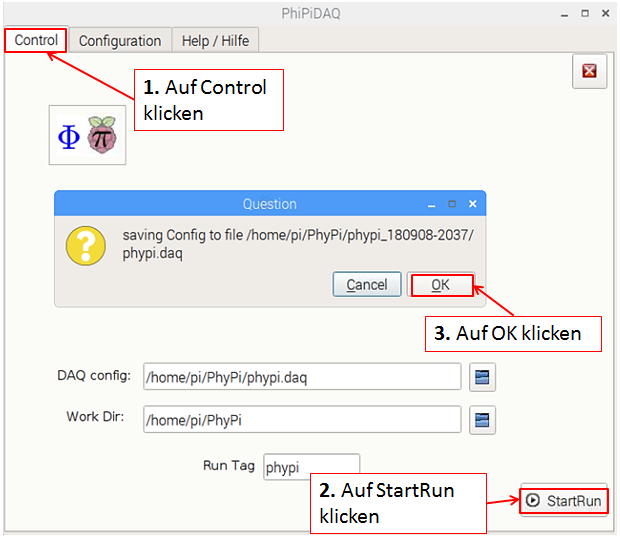 PhiPiDAQ
Control
Configuration
Help / Hilfe
1. Auf Control
klicken
Φ π
Question
saving Config to file /home/pi/PhyPi/phypi_180908-2037/
phypi.daq
Cancel
OK
3. Auf OK klicken
DAQ config:
/home/pi/PhyPi/phypi.daq
Work Dir:
/home/pi/PhyPi
Run Tag
phypi
2. Auf StartRun
klicken
StartRun